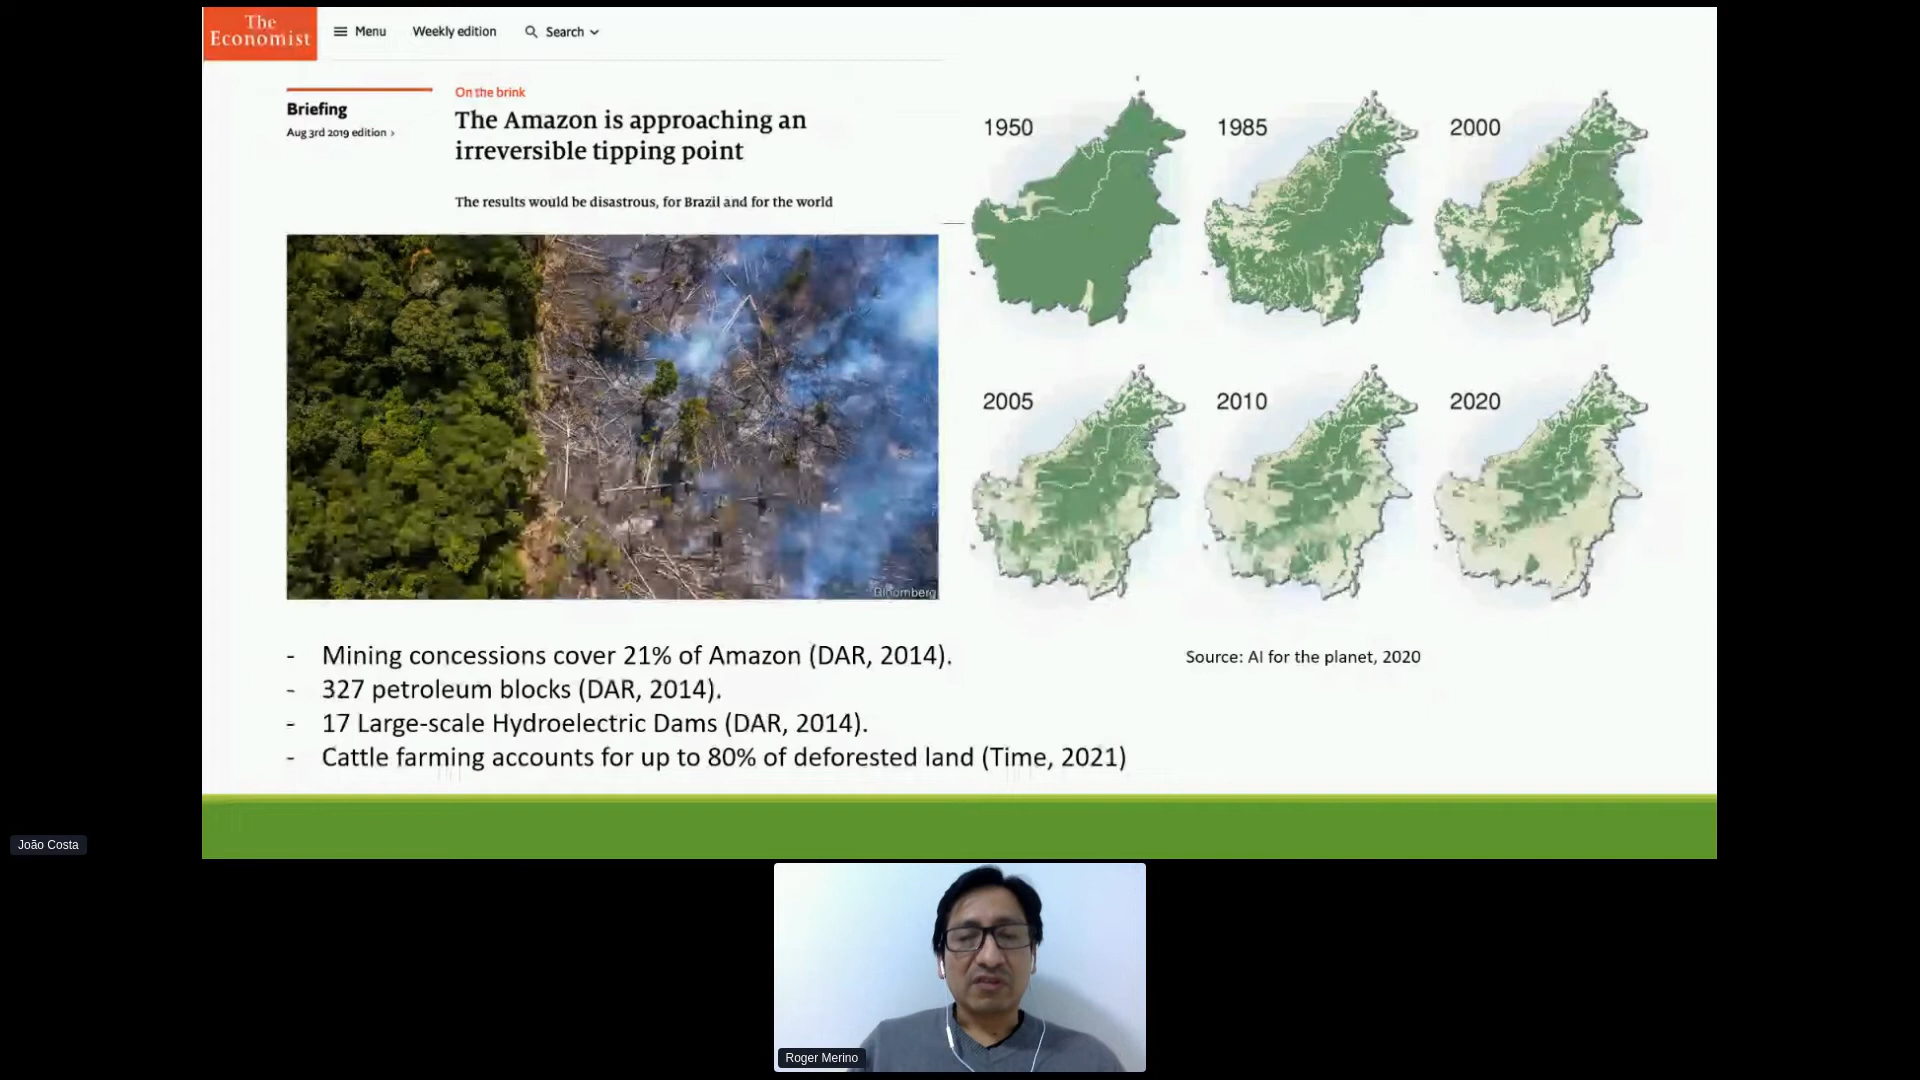 The
Economist
Menu
Weekly edition
Search
Briefing
Aug 3rd 2019 edition >
On the brink
The Amazon is approaching an
irreversible tipping point
The results would be disastrous, for Brazil and for the world
Bloomberg
1950
1985
2000
2005
2010
2020
- Mining concessions cover 21% of Amazon (DAR, 2014).
- 327 petroleum blocks (DAR, 2014).
- 17 Large-scale Hydroelectric Dams (DAR, 2014).
- Cattle farming accounts for up to 80% of deforested land (Time, 2021)
Source: AI for the planet, 2020
João Costa
Roger Merino